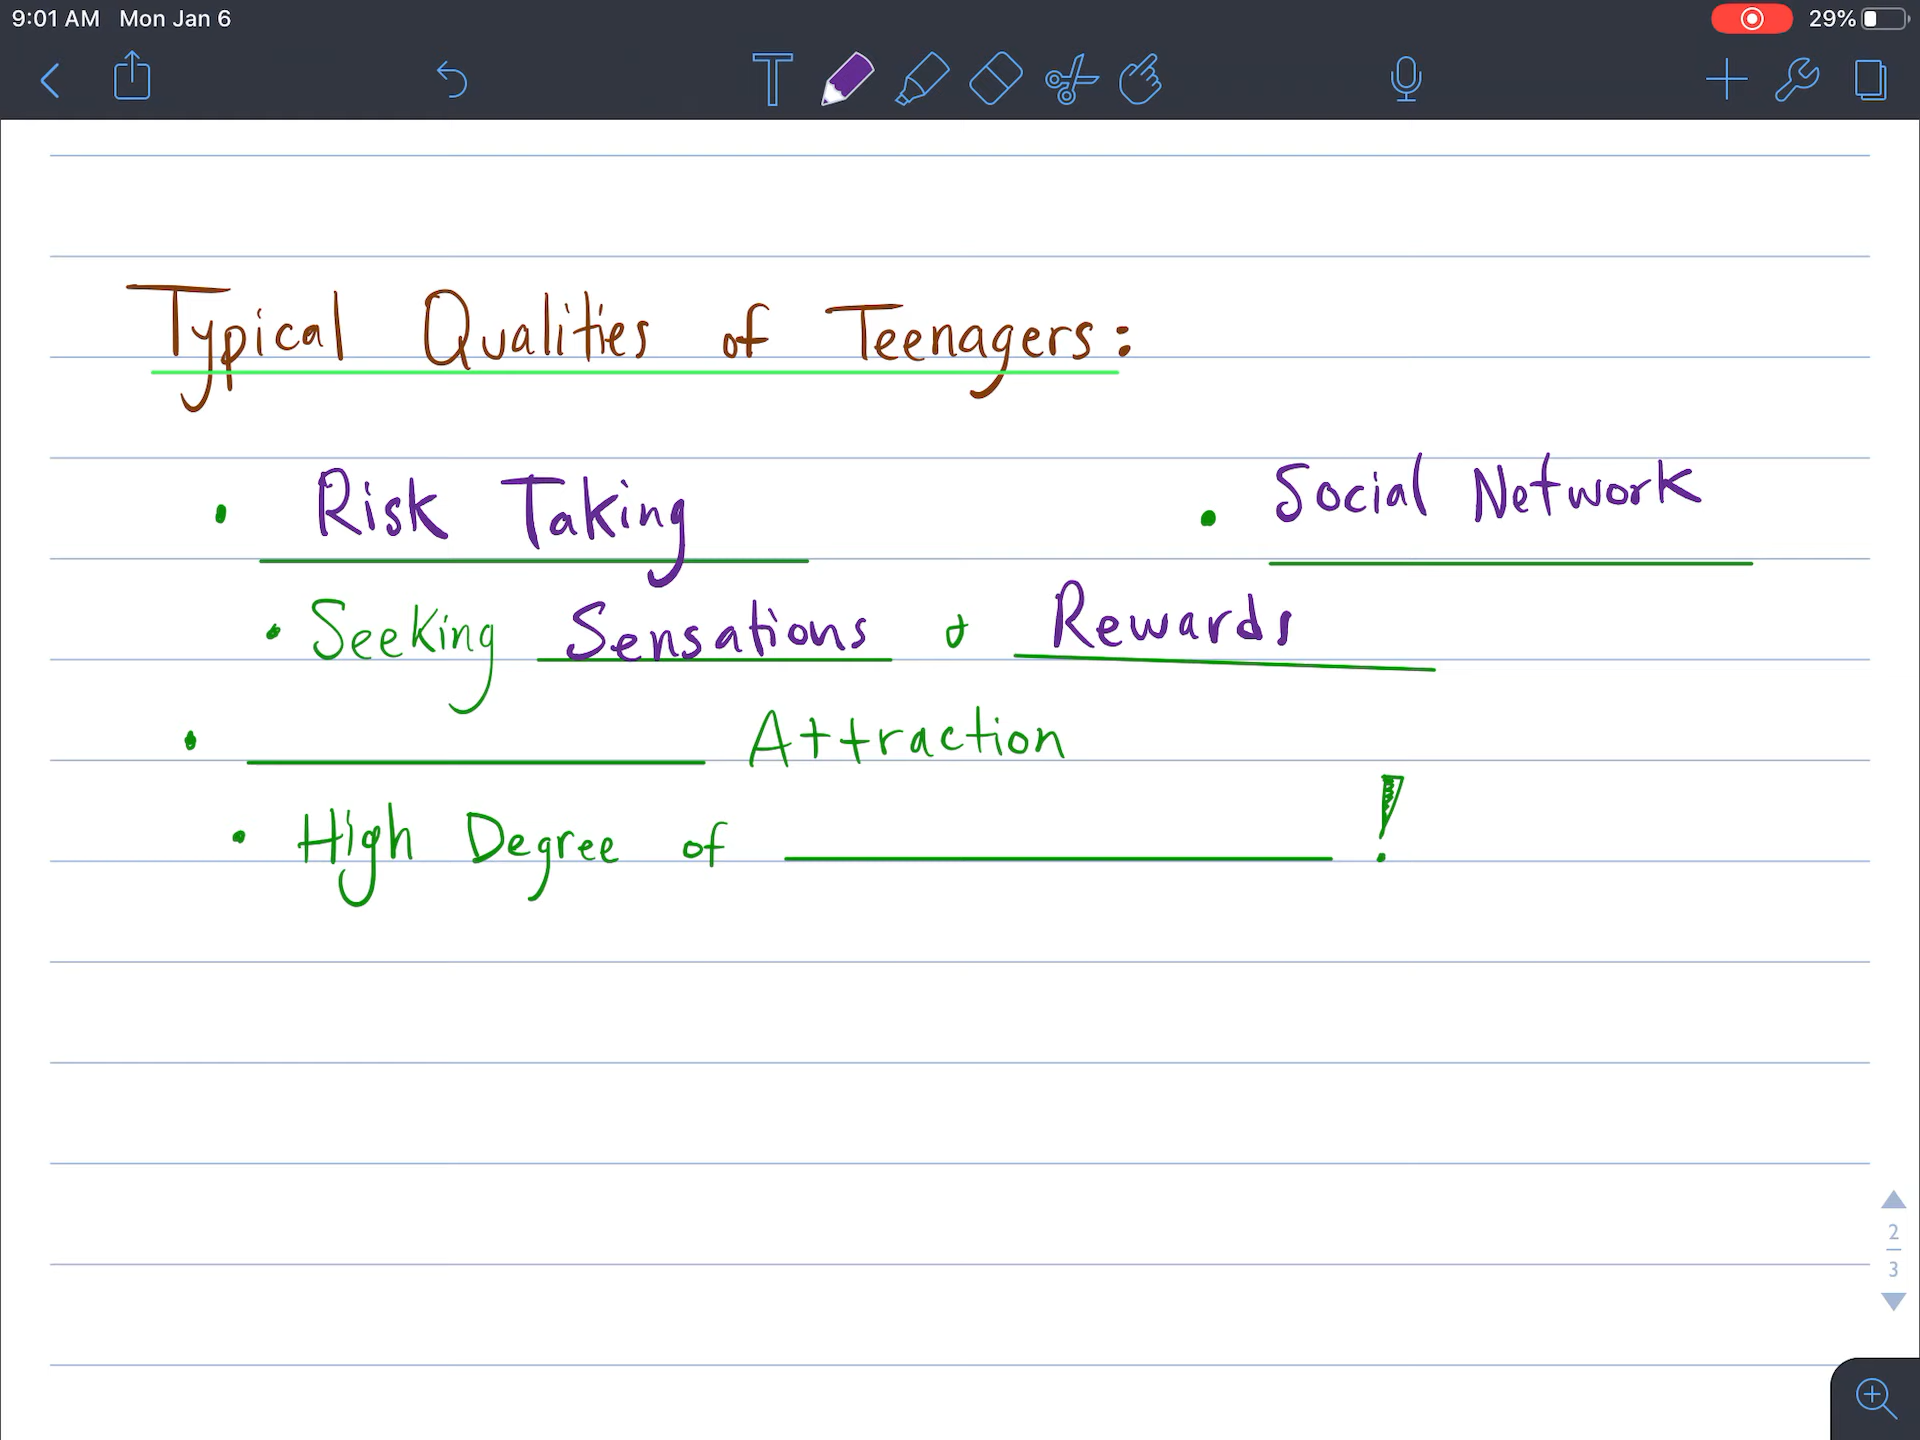 9:01 AM Mon Jan 6 29%
T
Typical Qualities of Teenagers:
• Risk Taking • Social Network
• Seeking Sensations & Rewards
• Attraction
• High Degree of !
2
3